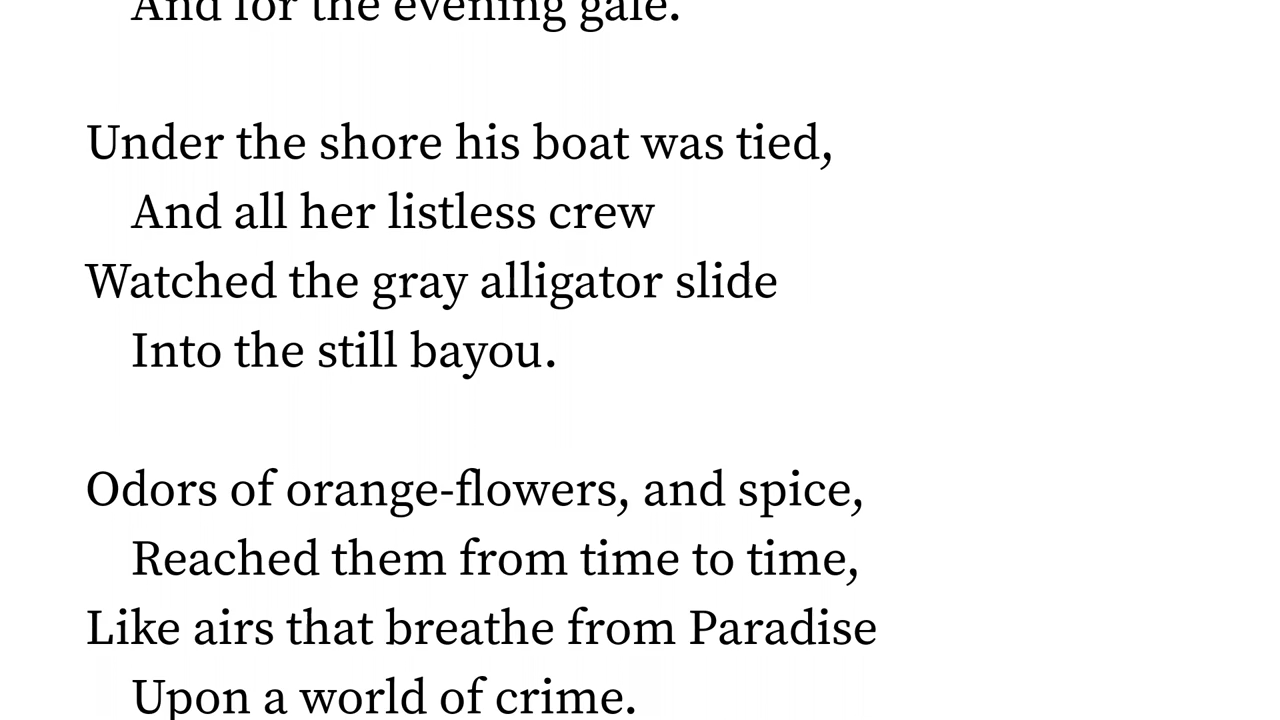 And for the evening gale.
Under the shore his boat was tied,
And all her listless crew
Watched the gray alligator slide
Into the still bayou.
Odors of orange-flowers, and spice,
Reached them from time to time,
Like airs that breathe from Paradise
Upon a world of crime.